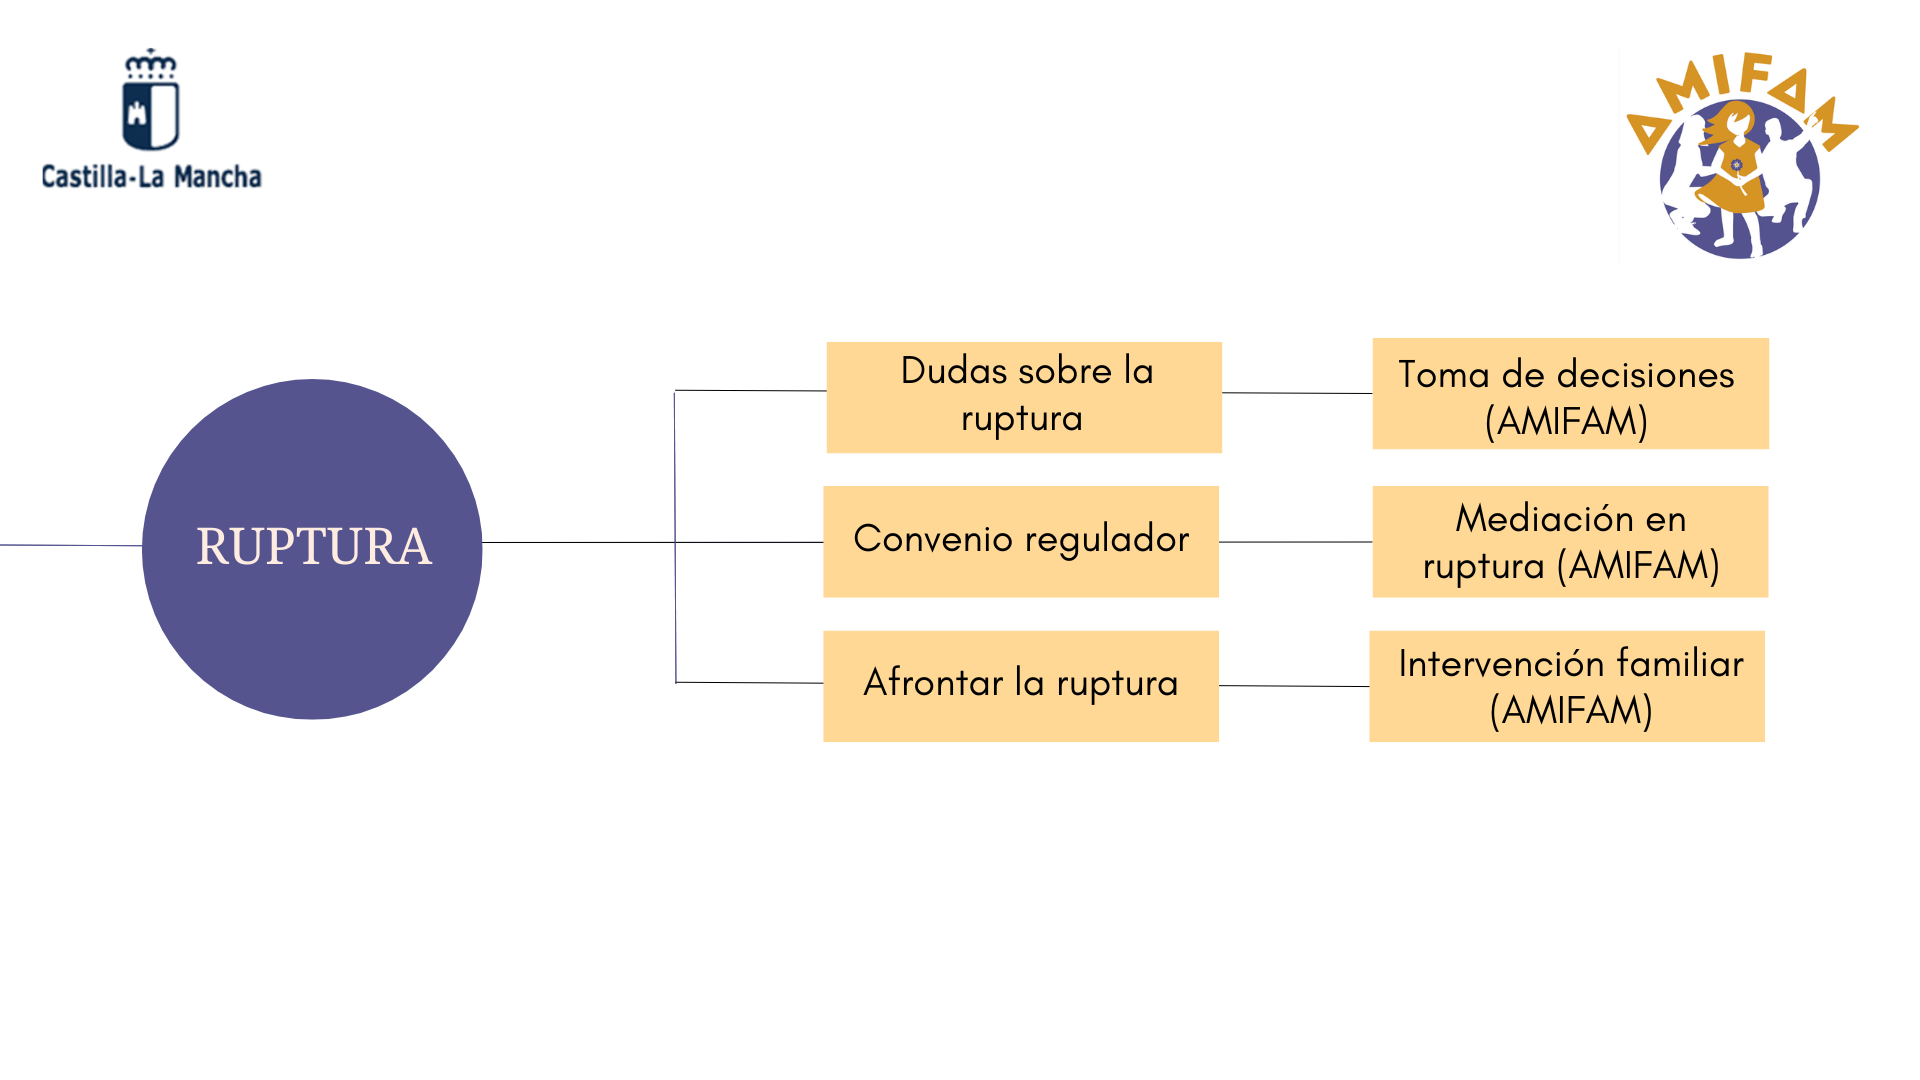 Castilla-La Mancha
AMIFAM
RUPTURA
Dudas sobre la
ruptura
Toma de decisiones
(AMIFAM)
Convenio regulador
Mediación en
ruptura (AMIFAM)
Afrontar la ruptura
Intervención familiar
(AMIFAM)